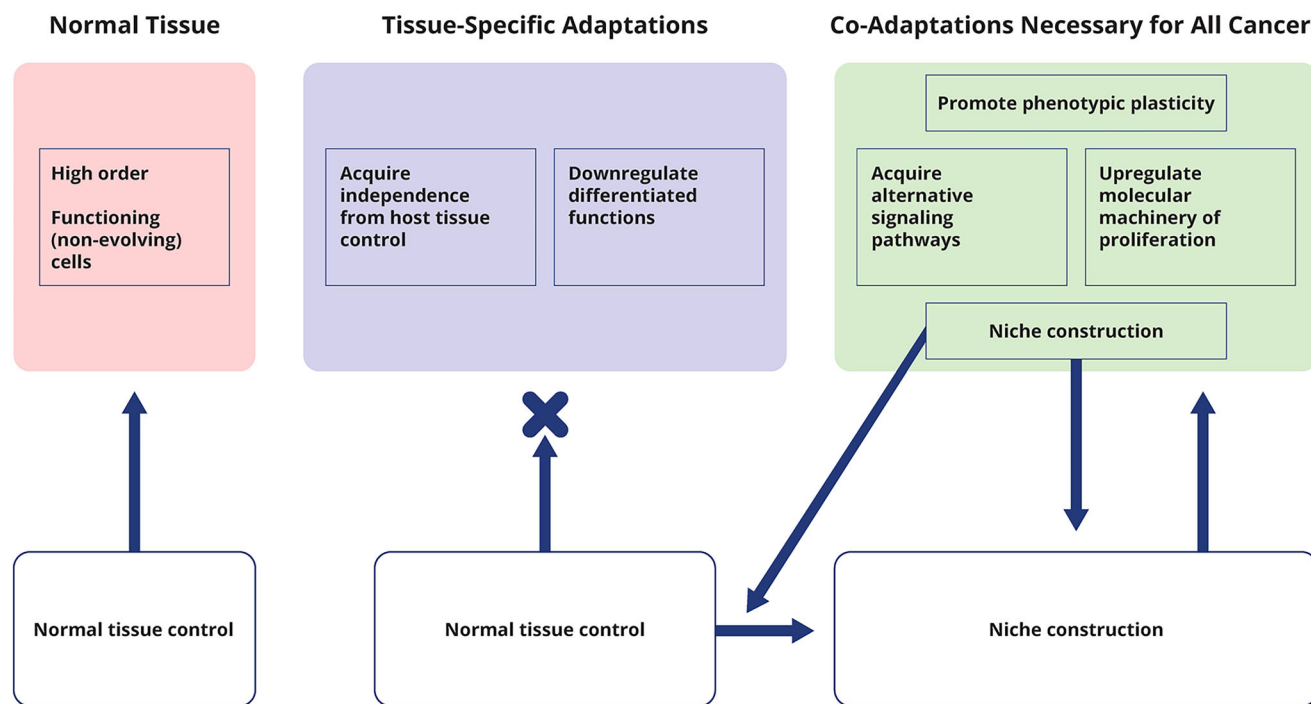 Normal Tissue
Tissue-Specific Adaptations
Co-Adaptations Necessary for All Cancer
High order
Functioning
(non-evolving)
cells
Acquire
independence
from host tissue
control
Downregulate
differentiated
functions
Promote phenotypic plasticity
Acquire
alternative
signaling
pathways
Upregulate
molecular
machinery of
proliferation
Niche construction
Normal tissue control
Normal tissue control
Niche construction